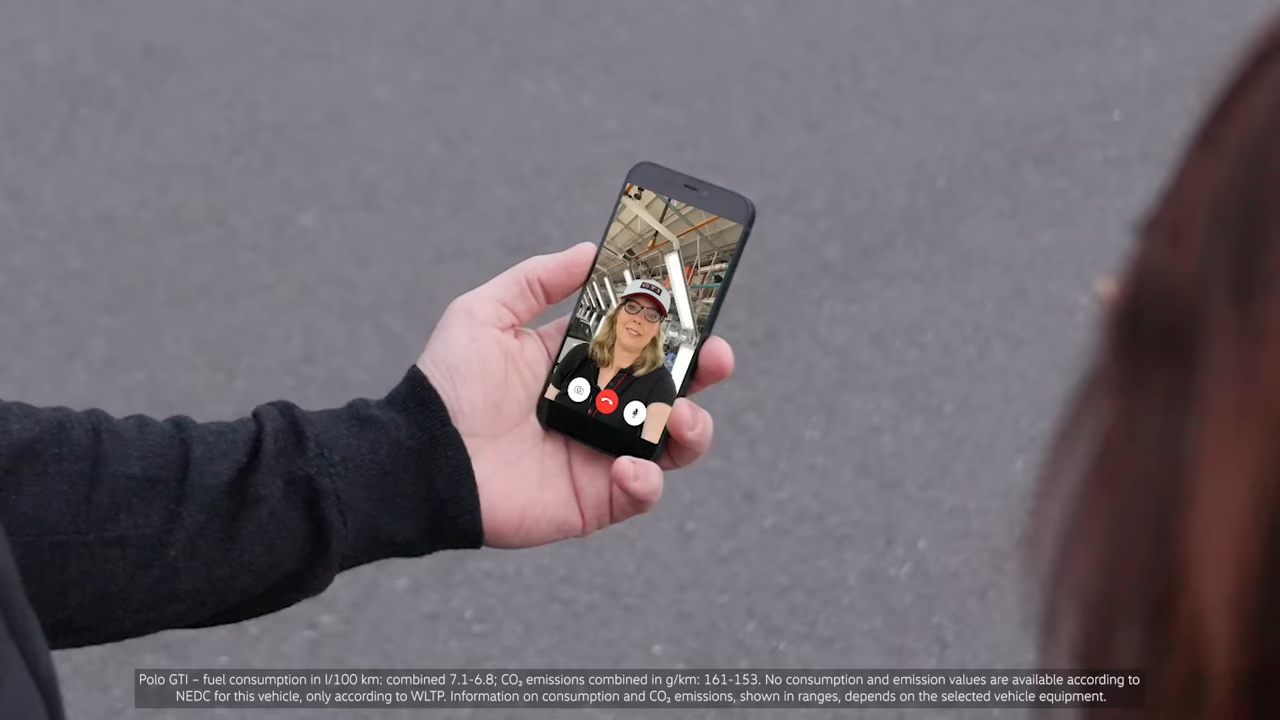 GTI
Polo GTI – fuel consumption in l/100 km: combined 7.1-6.8; CO₂ emissions combined in g/km: 161-153. No consumption and emission values are available according to
NEDC for this vehicle, only according to WLTP. Information on consumption and CO₂ emissions, shown in ranges, depends on the selected vehicle equipment.